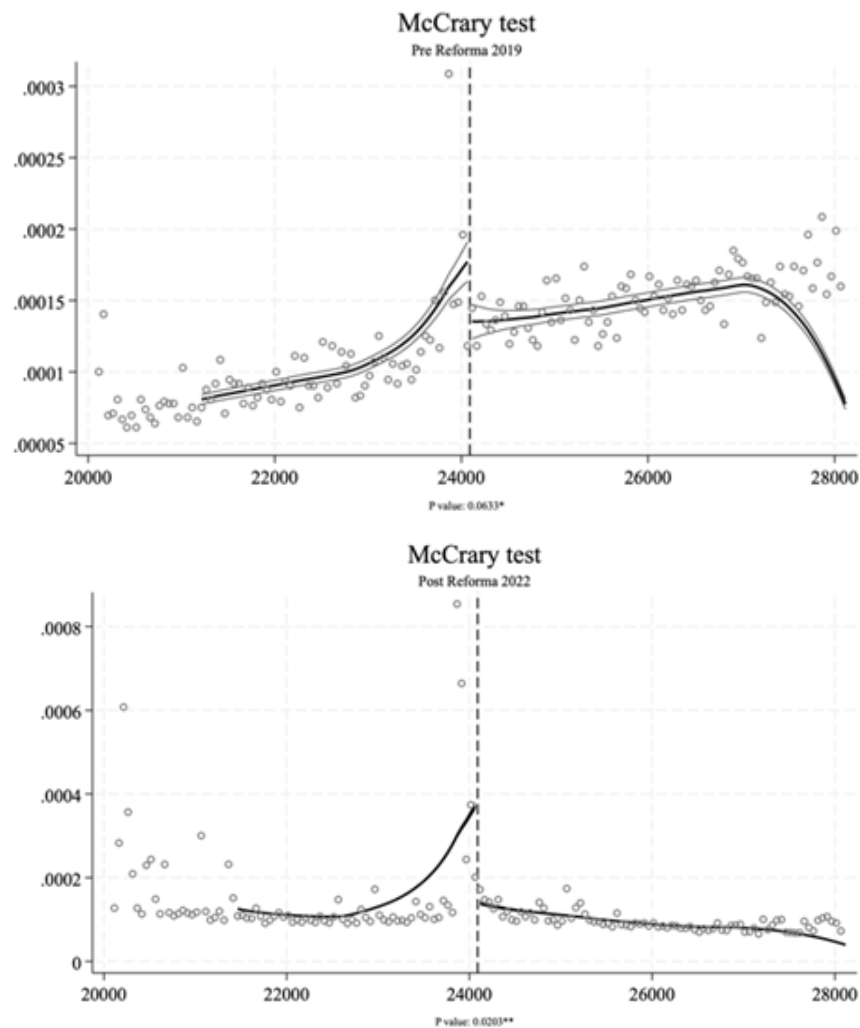 McCrary test
Pre Reforma 2019
.0003
.00025
.0002
.00015
.0001
.00005
20000 22000 24000 26000 28000
P value: 0.0633*
McCrary test
Post Reforma 2022
.0008
.0006
.0004
.0002
0
20000 22000 24000 26000 28000
P value: 0.0203**